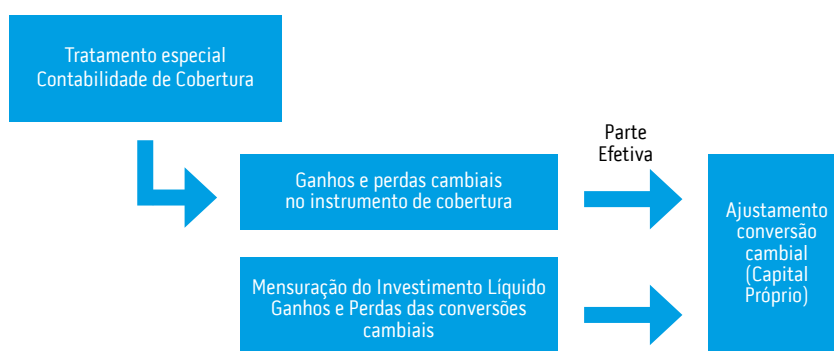 Tratamento especial
Contabilidade de Cobertura
Parte
Efetiva
Ganhos e perdas cambiais
no instrumento de cobertura
Ajustamento
conversão
cambial
(Capital
Próprio)
Mensuração do Investimento Líquido
Ganhos e Perdas das conversões
cambiais